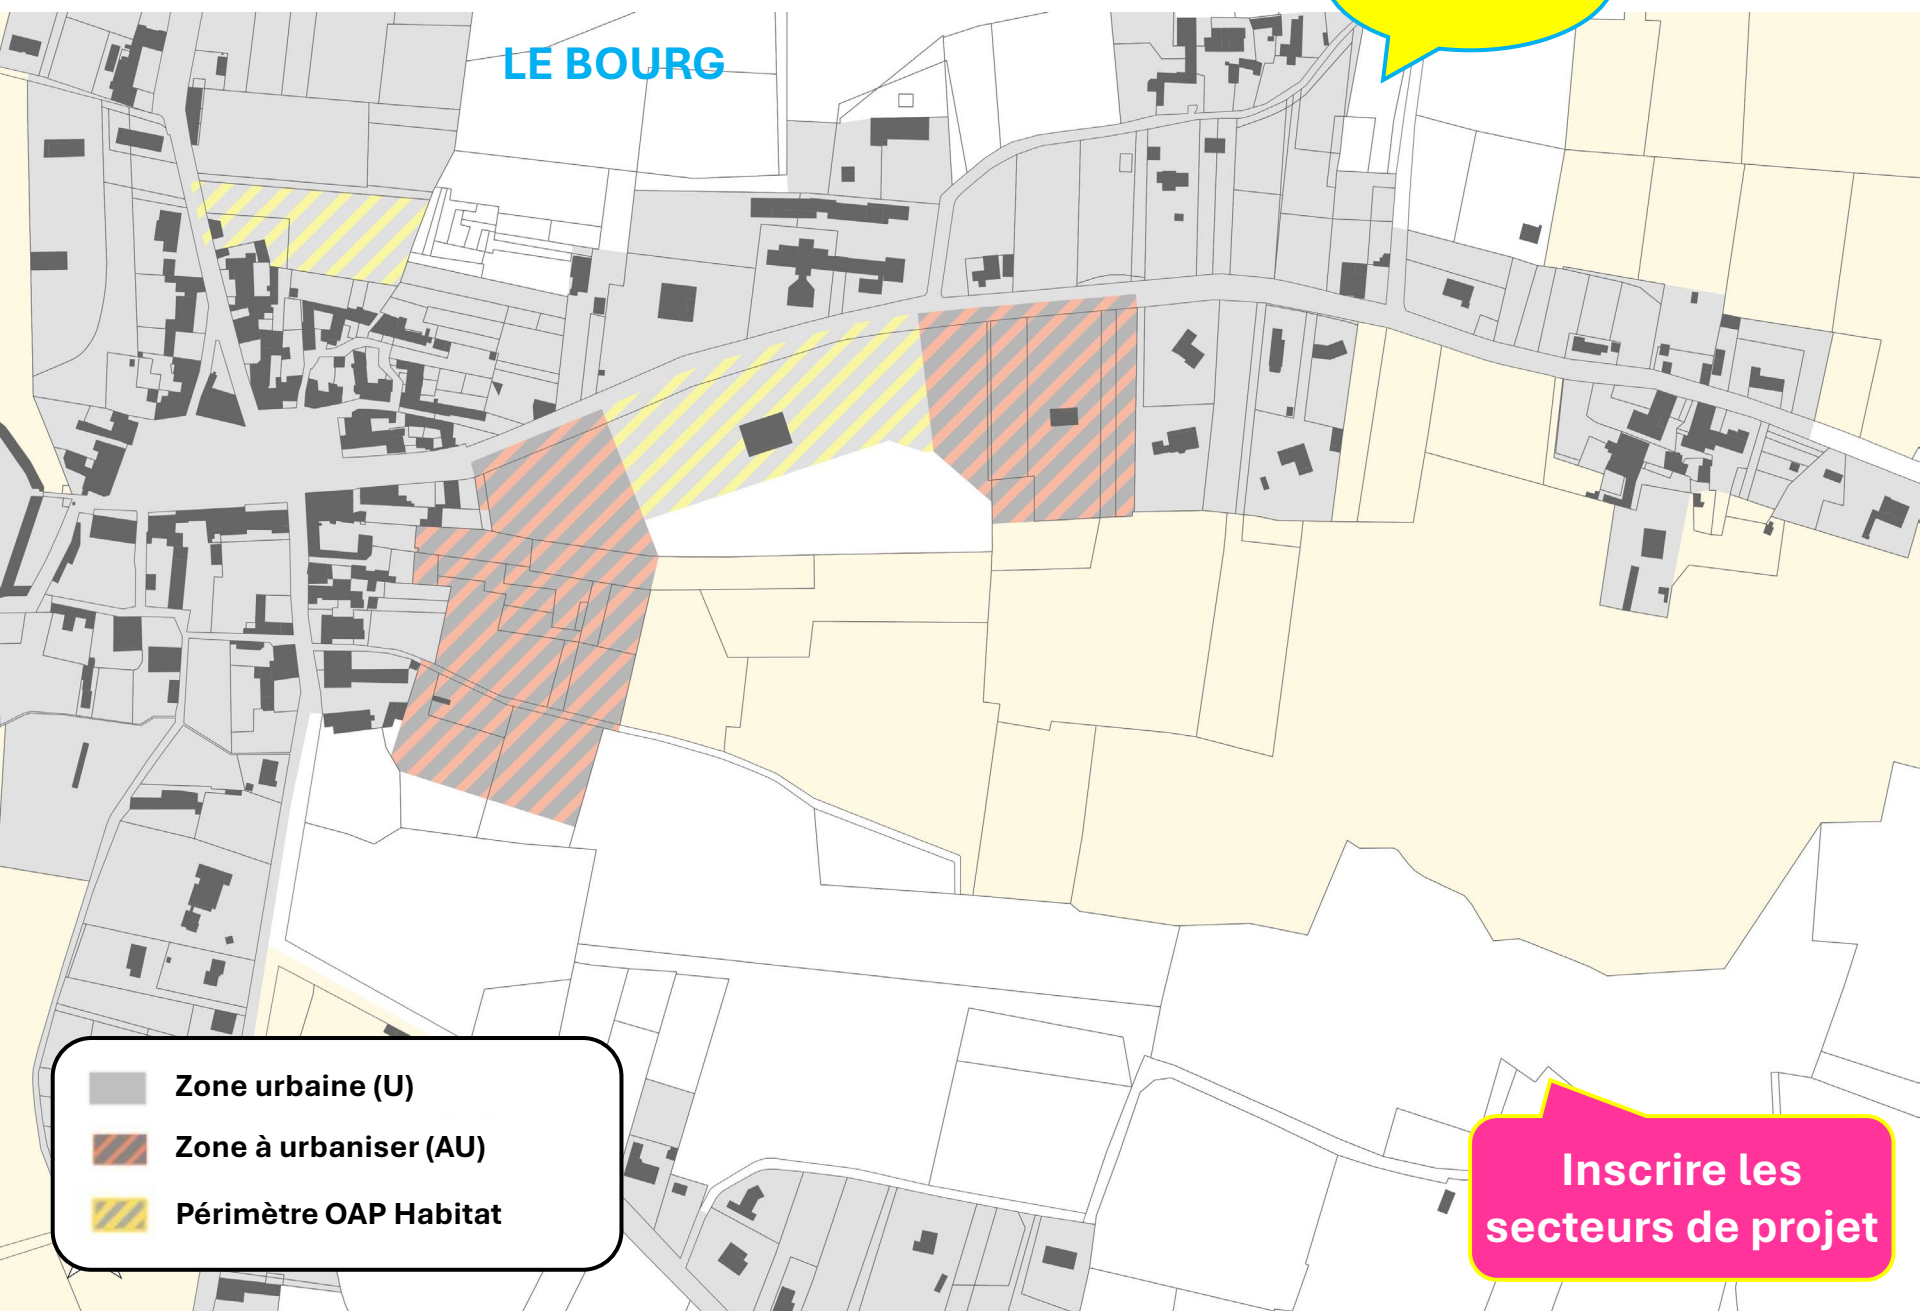 LE BOURG
Zone urbaine (U)
Zone à urbaniser (AU)
Périmètre OAP Habitat
Inscrire les
secteurs de projet